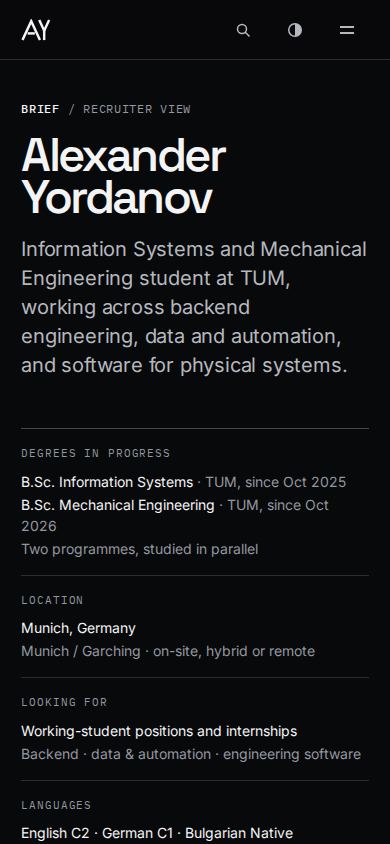 AY
BRIEF / RECRUITER VIEW
Alexander
Yordanov
Information Systems and Mechanical
Engineering student at TUM,
working across backend
engineering, data and automation,
and software for physical systems.
DEGREES IN PROGRESS
B.Sc. Information Systems · TUM, since Oct 2025
B.Sc. Mechanical Engineering · TUM, since Oct
2026
Two programmes, studied in parallel
LOCATION
Munich, Germany
Munich / Garching · on-site, hybrid or remote
LOOKING FOR
Working-student positions and internships
Backend · data & automation · engineering software
LANGUAGES
English C2 · German C1 · Bulgarian Native